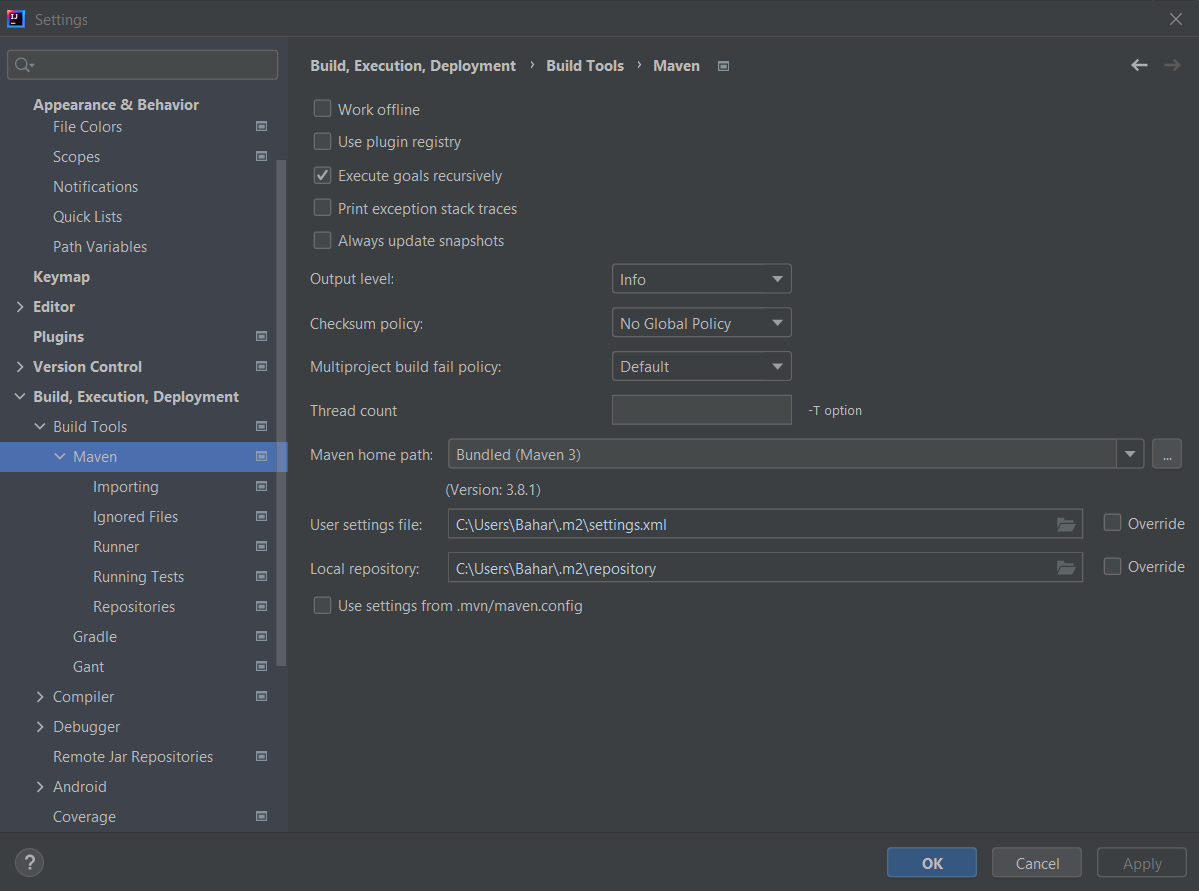 Settings
Appearance & Behavior
File Colors
Scopes
Notifications
Quick Lists
Path Variables
Keymap
Editor
Plugins
Version Control
Build, Execution, Deployment
Build Tools
Maven
Importing
Ignored Files
Runner
Running Tests
Repositories
Gradle
Gant
Compiler
Debugger
Remote Jar Repositories
Android
Coverage
Build, Execution, Deployment › Build Tools › Maven
Work offline
Use plugin registry
Execute goals recursively
Print exception stack traces
Always update snapshots
Output level: Info
Checksum policy: No Global Policy
Multiproject build fail policy: Default
Thread count -T option
Maven home path: Bundled (Maven 3) ...
(Version: 3.8.1)
User settings file: C:\Users\Bahar\.m2\settings.xml Override
Local repository: C:\Users\Bahar\.m2\repository Override
Use settings from .mvn/maven.config
? OK Cancel Apply